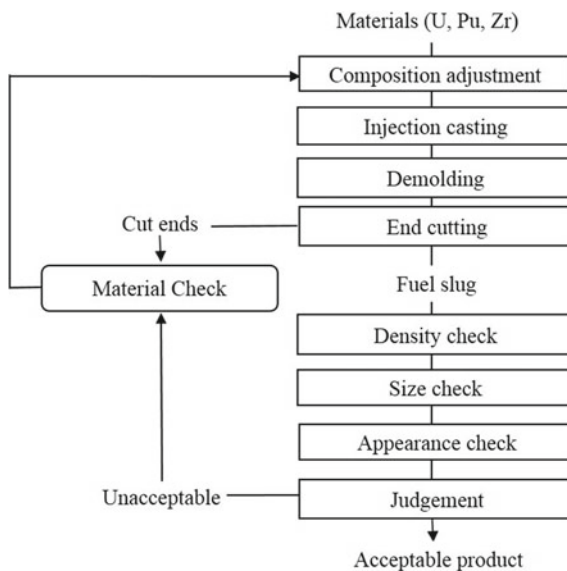 Materials (U, Pu, Zr)
Composition adjustment
Injection casting
Demolding
Cut ends
End cutting
Material Check
Fuel slug
Density check
Size check
Appearance check
Unacceptable
Judgement
Acceptable product